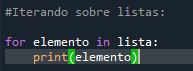 #Iterando sobre listas:
for elemento in lista:
    print(elemento)